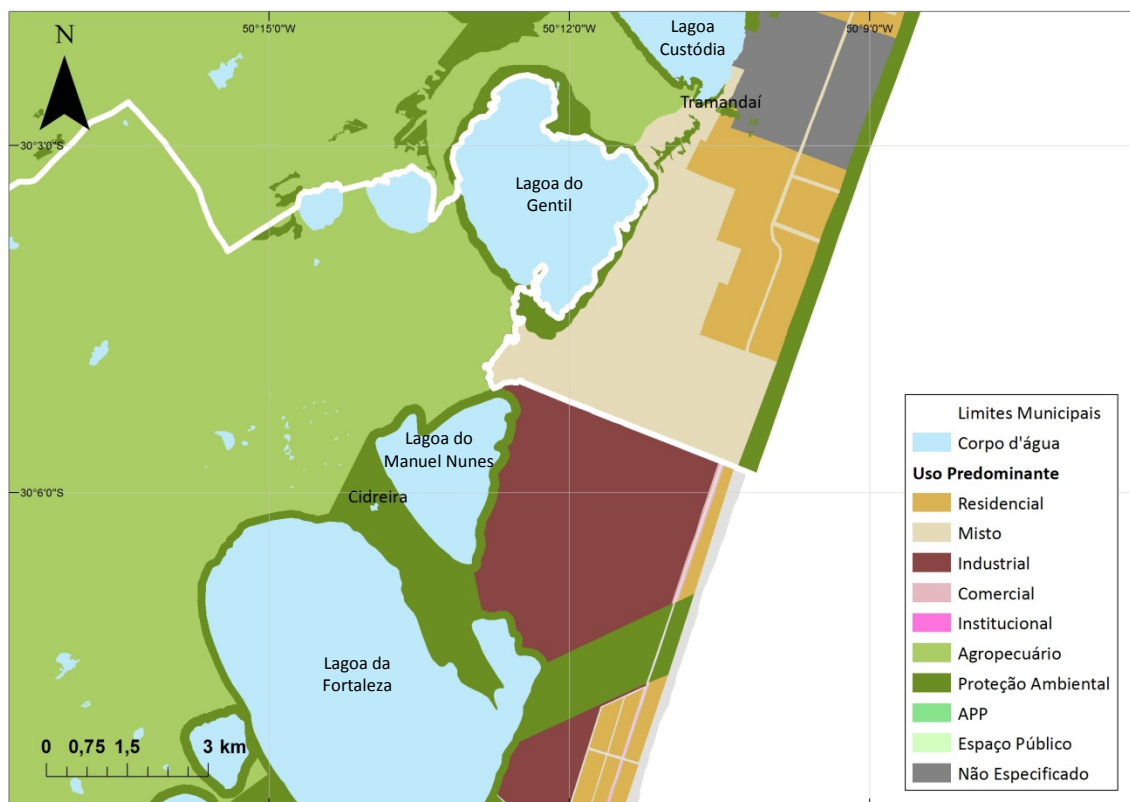 50°15'0"W
50°12'0"W
50°9'0"W
N
Lagoa
Custódia
Tramandaí
30°3'0"S
Lagoa do
Gentil
Lagoa do
Manuel Nunes
Cidreira
30°6'0"S
Lagoa da
Fortaleza
0 0,75 1,5 3 km
Limites Municipais
Corpo d'água
Uso Predominante
Residencial
Misto
Industrial
Comercial
Institucional
Agropecuário
Proteção Ambiental
APP
Espaço Público
Não Especificado